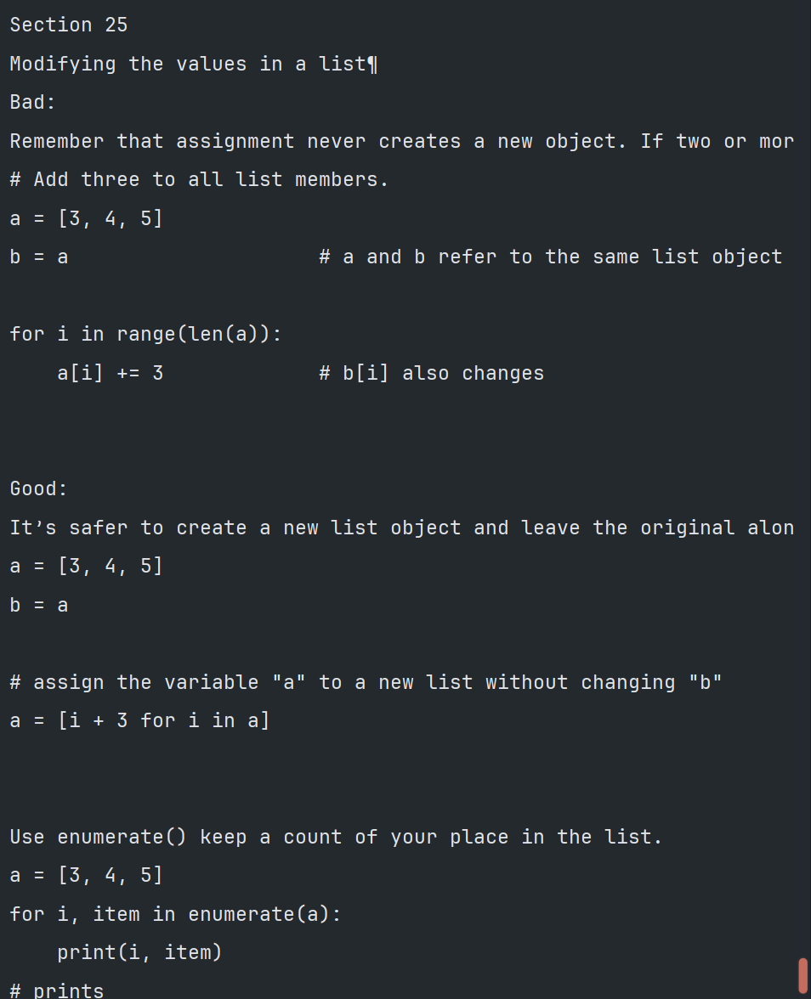 Section 25
Modifying the values in a list¶
Bad:
Remember that assignment never creates a new object. If two or mor
# Add three to all list members.
a = [3, 4, 5]
b = a                     # a and b refer to the same list object

for i in range(len(a)):
    a[i] += 3             # b[i] also changes

Good:
It’s safer to create a new list object and leave the original alon
a = [3, 4, 5]
b = a

# assign the variable "a" to a new list without changing "b"
a = [i + 3 for i in a]

Use enumerate() keep a count of your place in the list.
a = [3, 4, 5]
for i, item in enumerate(a):
    print(i, item)
# prints